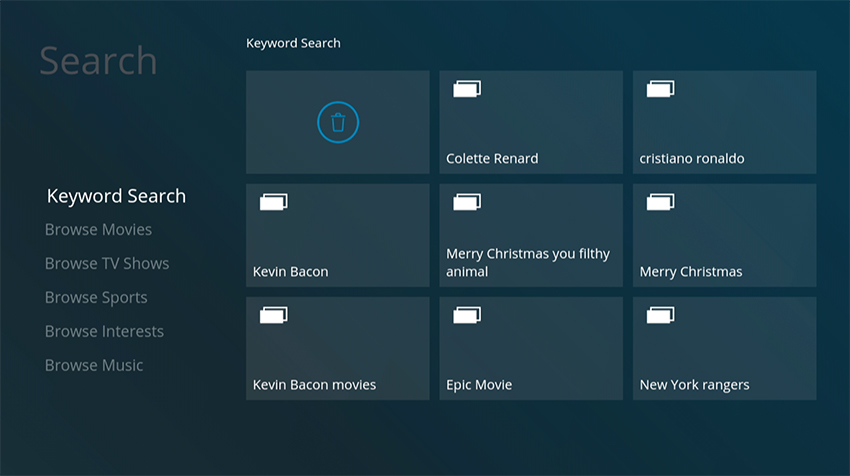 Search
Keyword Search
Browse Movies
Browse TV Shows
Browse Sports
Browse Interests
Browse Music
Keyword Search
Colette Renard
cristiano ronaldo
Kevin Bacon
Merry Christmas you filthy
animal
Merry Christmas
Kevin Bacon movies
Epic Movie
New York rangers